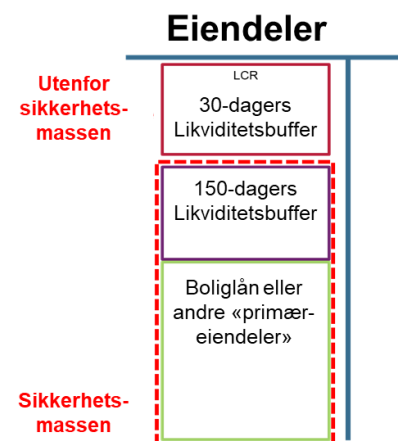 Eiendeler
Utenfor
sikkerhets-
massen
LCR
30-dagers
Likviditetsbuffer
150-dagers
Likviditetsbuffer
Boliglån eller
andre «primær-
eiendeler»
Sikkerhets-
massen